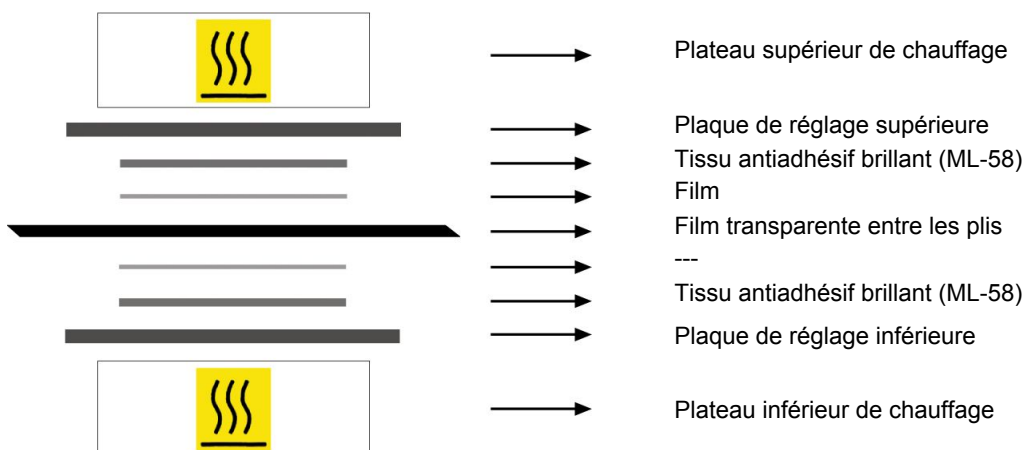 Plateau supérieur de chauffage
Plaque de réglage supérieure
Tissu antiadhésif brillant (ML-58)
Film
Film transparente entre les plis
---
Tissu antiadhésif brillant (ML-58)
Plaque de réglage inférieure
Plateau inférieur de chauffage